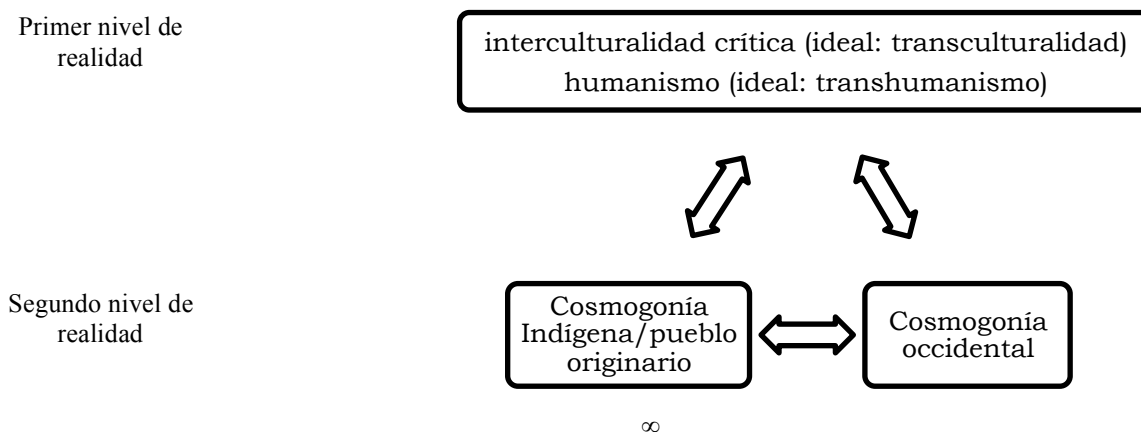 Primer nivel de
realidad
interculturalidad crítica (ideal: transculturalidad)
humanismo (ideal: transhumanismo)
Segundo nivel de
realidad
Cosmogonía
Indígena/pueblo
originario
Cosmogonía
occidental
∞